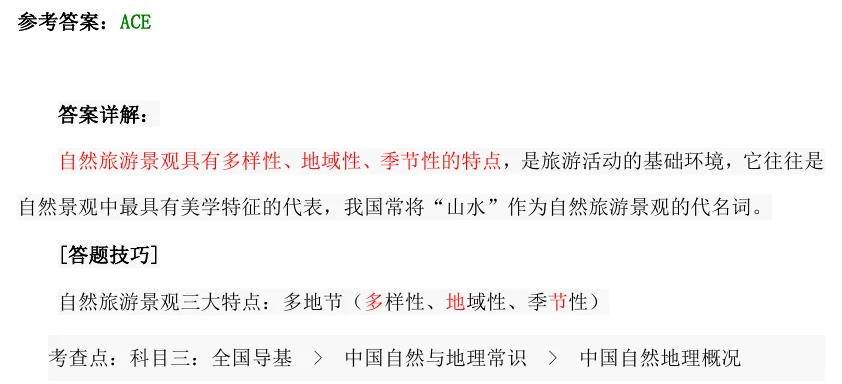 参考答案：ACE
答案详解：
自然旅游景观具有多样性、地域性、季节性的特点，是旅游活动的基础环境，它往往是
自然景观中最具有美学特征的代表，我国常将“山水”作为自然旅游景观的代名词。
[答题技巧]
自然旅游景观三大特点：多地节（多样性、地域性、季节性）
考查点：科目三：全国导基 > 中国自然与地理常识 > 中国自然地理概况